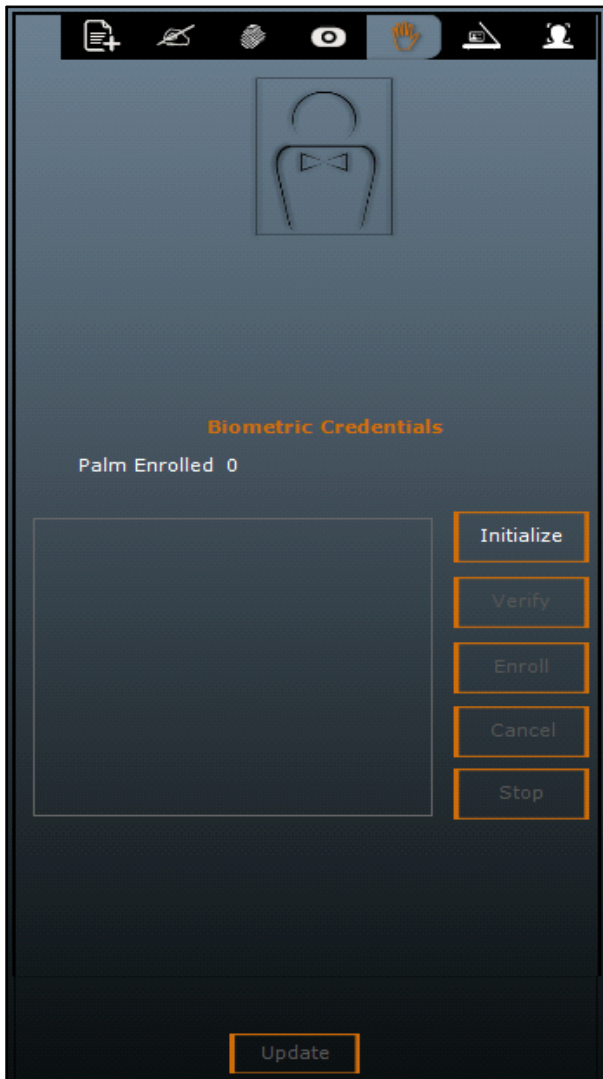 Biometric Credentials
Palm Enrolled 0
Initialize
Verify
Enroll
Cancel
Stop
Update